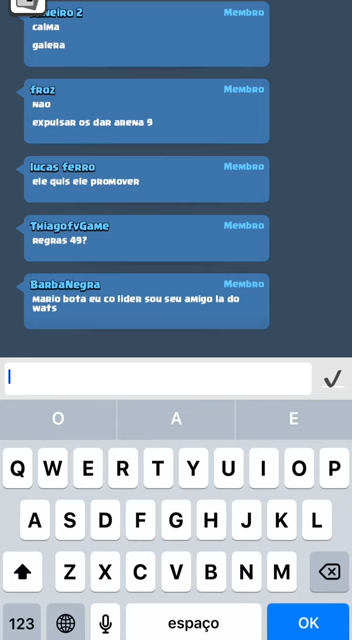 Membro
calma
galera
froz Membro
nao
expulsar os dar arena 9
lucas ferro Membro
ele quis ele promover
ThiagofvGame Membro
regras 49?
BarbaNegra Membro
mario bota eu co lider sou seu amigo la do
wats
O A E
Q W E R T Y U I O P
A S D F G H J K L
Z X C V B N M
123 espaço OK